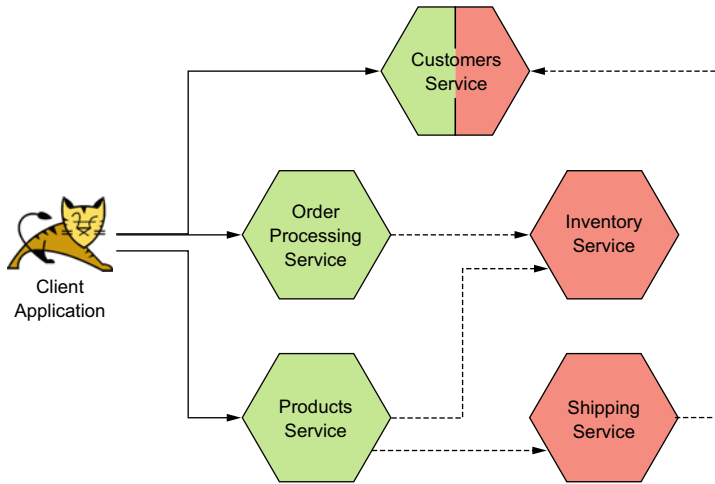 Customers
Service
Order
Processing
Service
Inventory
Service
Client
Application
Products
Service
Shipping
Service